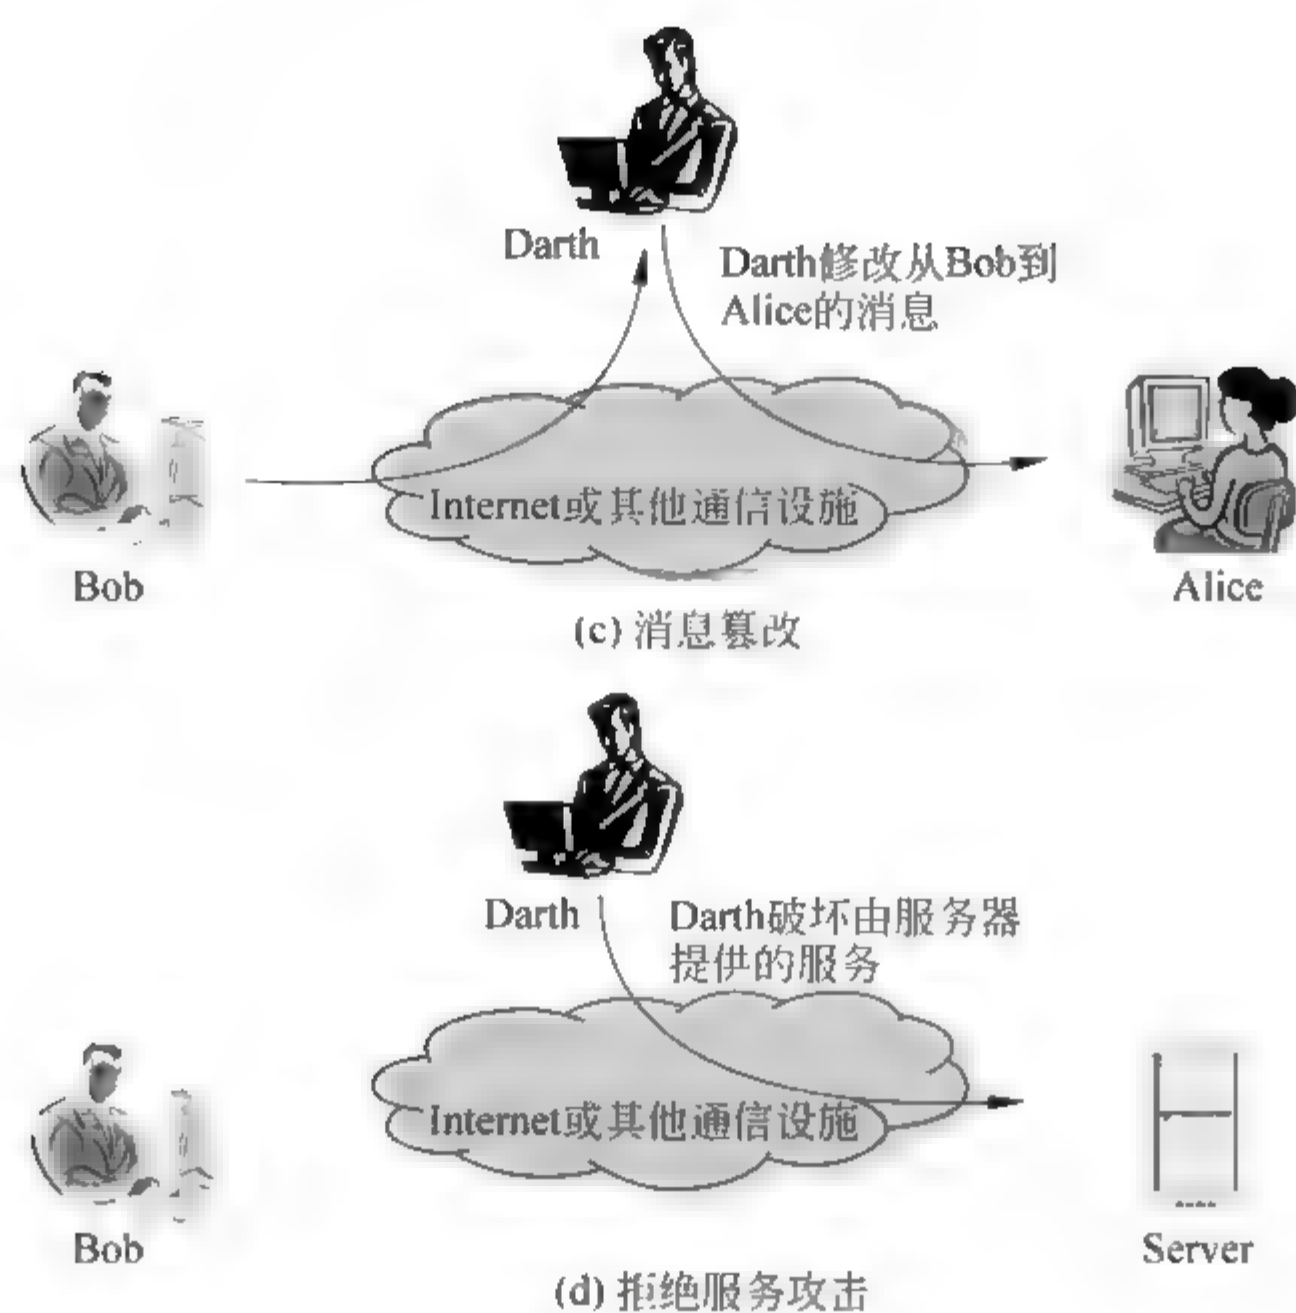 Darth
Darth修改从Bob到
Alice的消息
Internet或其他通信设施
Bob
Alice
(c) 消息篡改
Darth
Darth破坏由服务器
提供的服务
Internet或其他通信设施
Bob
Server
(d) 拒绝服务攻击